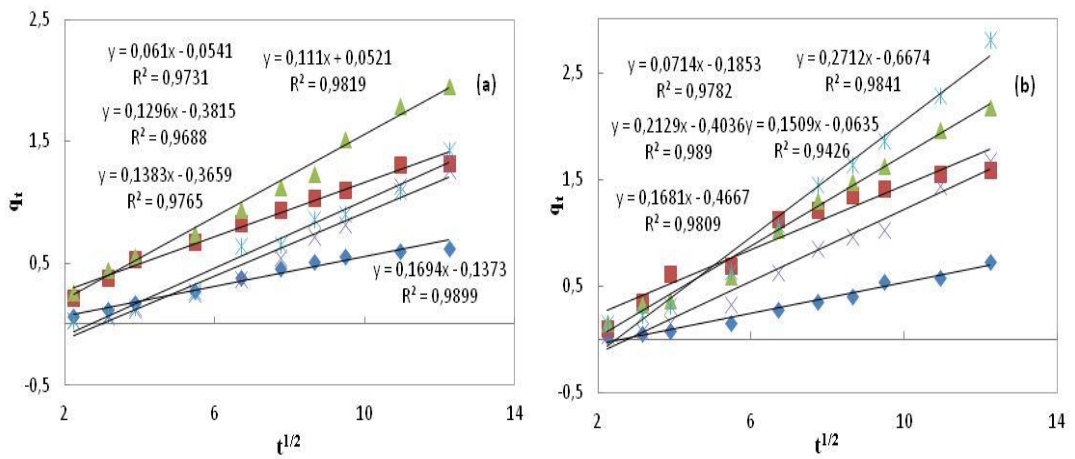 2,5
y = 0,061x - 0,0541
R² = 0,9731
y = 0,111x + 0,0521
R² = 0,9819
(a)
y = 0,1296x - 0,3815
R² = 0,9688
1,5
y = 0,1383x - 0,3659
R² = 0,9765
qt
0,5
y = 0,1694x - 0,1373
R² = 0,9899
-0,5
2 6 10 14
t1/2
2,5
y = 0,0714x - 0,1853
R² = 0,9782
y = 0,2712x - 0,6674
R² = 0,9841
(b)
y = 0,2129x - 0,4036
R² = 0,989
y = 0,1509x - 0,0635
R² = 0,9426
1,5
y = 0,1681x - 0,4667
R² = 0,9809
qt
0,5
-0,5
2 6 10 14
t1/2